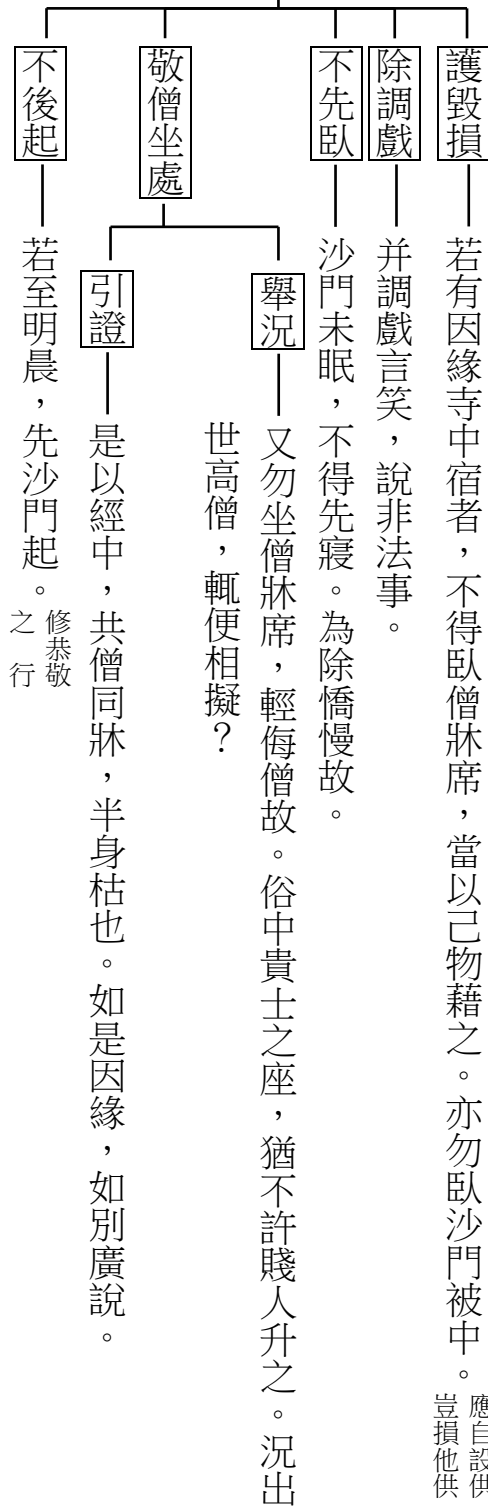 護毀損
若有因緣寺中宿者，不得臥僧牀席，當以己物藉之。亦勿臥沙門被中。
應自設供
豈損他供
除調戲
并調戲言笑，說非法事。
不先臥
沙門未眠，不得先寢。為除憍慢故。
敬僧坐處
舉況
又勿坐僧牀席，輕侮僧故。俗中貴士之座，猶不許賤人升之。況出
世高僧，輒便相擬？
引證
是以經中，共僧同牀，半身枯也。如是因緣，如別廣說。
不後起
若至明晨，先沙門起。
修恭敬
之行